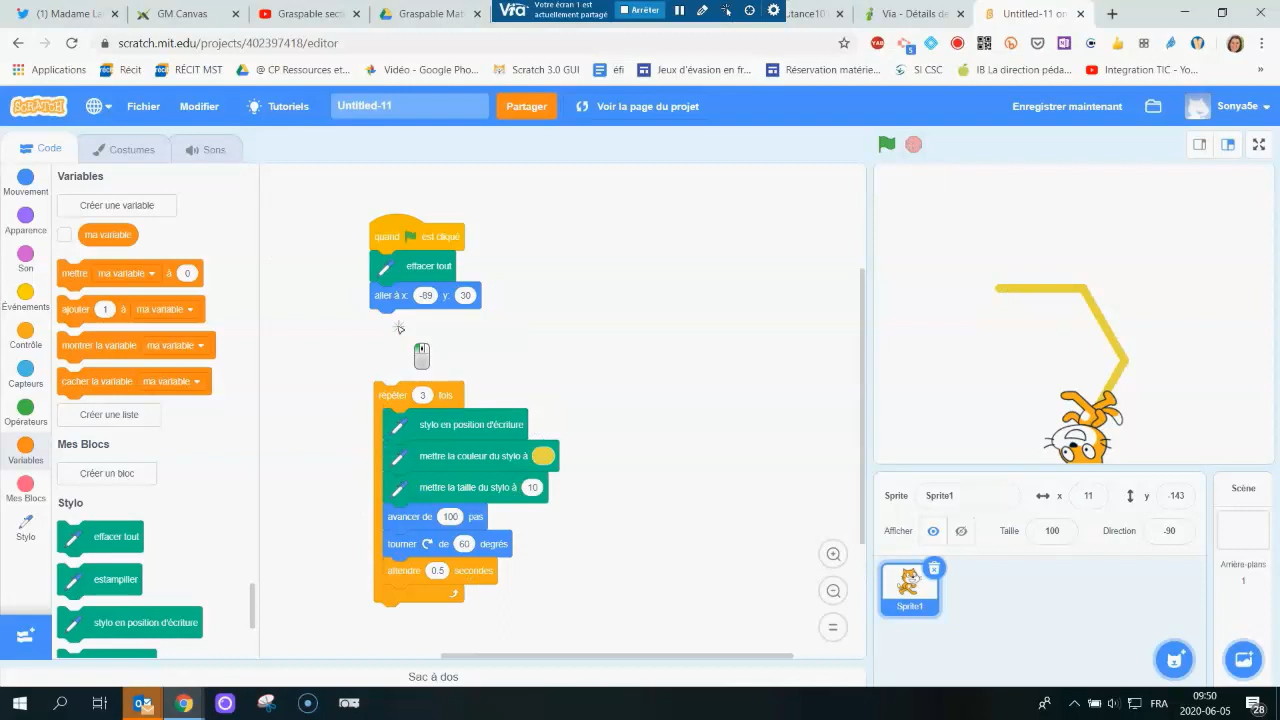 Via
Votre écran 1 est
actuellement partagé
Arrêter
Madame L
GM Canvas
Graspable
Graspable Mat
utance10
Via - Détails de
Untitled-11 on
scratch.mit.edu/projects/402397418/editor
Applications
Récit
RÉCIT MST
@ CP Ressources et...
Vidéo - Google Pho...
Scratch 3.0 GUI
éfi
Jeux d'évasion en fr...
Réservation matérie...
SI CSC
IB La direction péda...
Integration TIC - Yo...
SCRATCH
Fichier
Modifier
Tutoriels
Untitled-11
Partager
Voir la page du projet
Enregistrer maintenant
Sonya5e
Code
Costumes
Sons
Mouvement
Apparence
Son
Événements
Contrôle
Capteurs
Opérateurs
Variables
Mes Blocs
Stylo
Variables
Créer une variable
ma variable
mettre ma variable à 0
ajouter 1 à ma variable
montrer la variable ma variable
cacher la variable ma variable
Créer une liste
Mes Blocs
Créer un bloc
Stylo
effacer tout
estampiller
stylo en position d'écriture
quand est cliqué
effacer tout
aller à x: -89 y: 30
répéter 3 fois
stylo en position d'écriture
mettre la couleur du stylo à
mettre la taille du stylo à 10
avancer de 100 pas
tourner de 60 degrés
attendre 0.5 secondes
Sac à dos
Sprite
Sprite1
x
11
y
-143
Afficher
Taille
100
Direction
-90
Sprite1
Scène
Arrière-plans
1
FRA
09:50
2020-06-05
28